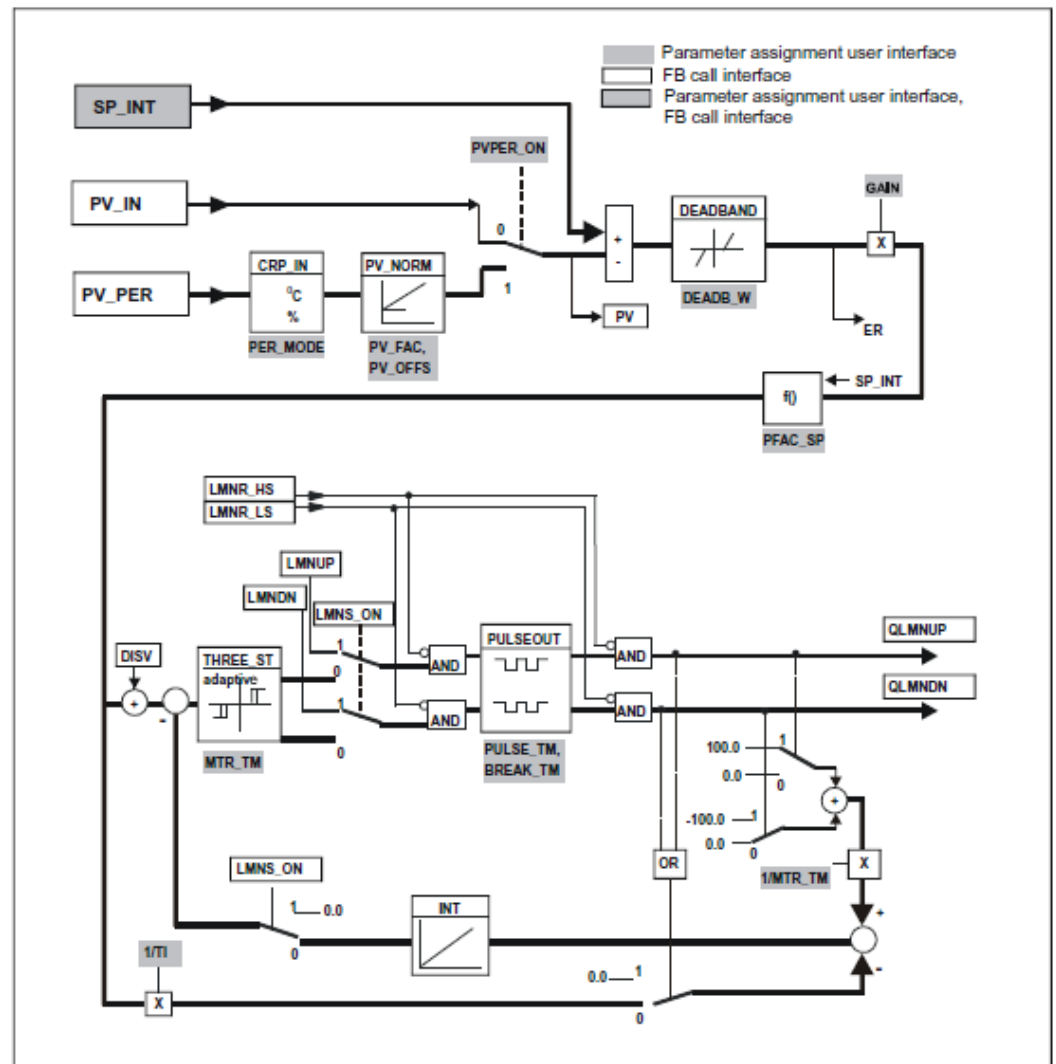 Parameter assignment user interface
FB call interface
Parameter assignment user interface,
FB call interface
SP_INT
PVPER_ON
GAIN
PV_IN
DEADBAND
0
+
-
X
CRP_IN
PV_NORM
PV_PER
⁰C
%
1
DEADB_W
PV
ER
PER_MODE
PV_FAC,
PV_OFFS
SP_INT
f()
PFAC_SP
LMNR_HS
LMNR_LS
LMNUP
LMNDN
LMNS_ON
PULSEOUT
QLMNUP
1
AND
AND
DISV
THREE_ST
adaptive
0
QLMNDN
1
AND
AND
+
-
0
MTR_TM
PULSE_TM,
BREAK_TM
100.0
1
0.0
0
+
-100.0
1
0.0
0
OR
X
1/MTR_TM
LMNS_ON
1
0.0
INT
+
0
-
1/TI
0.0
1
X
0